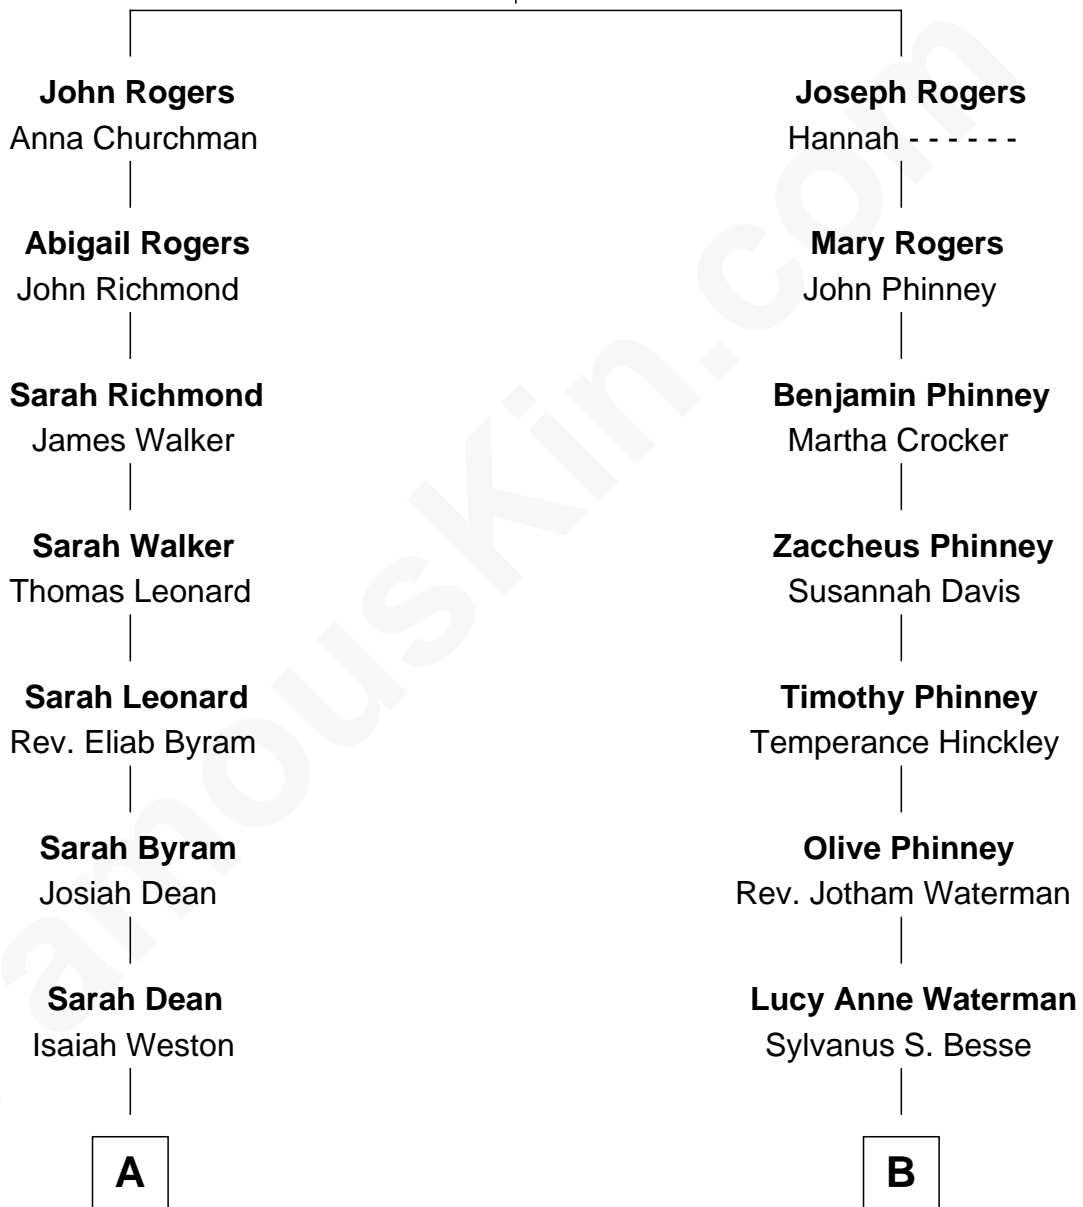 John Rogers
Anna Churchman
Joseph Rogers
Hannah - - - - - -
Abigail Rogers
John Richmond
Mary Rogers
John Phinney
Sarah Richmond
James Walker
Benjamin Phinney
Martha Crocker
Sarah Walker
Thomas Leonard
Zaccheus Phinney
Susannah Davis
Sarah Leonard
Rev. Eliab Byram
Timothy Phinney
Temperance Hinckley
Sarah Byram
Josiah Dean
Olive Phinney
Rev. Jotham Waterman
Sarah Dean
Isaiah Weston
Lucy Anne Waterman
Sylvanus S. Besse
A
B
amousKin.com